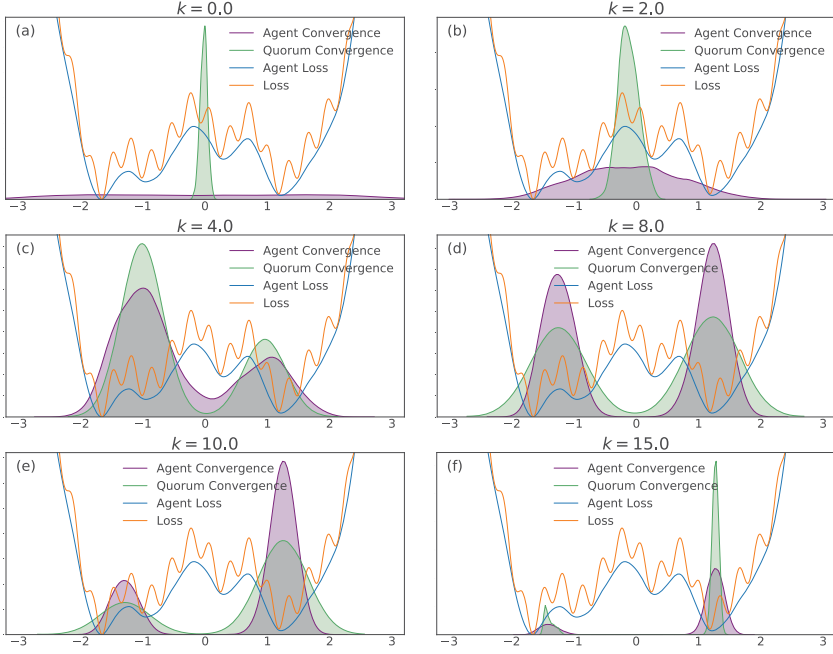 k = 0.0
(a)
Agent Convergence
Quorum Convergence
Agent Loss
Loss
−3 −2 −1 0 1 2 3
k = 2.0
(b)
Agent Convergence
Quorum Convergence
Agent Loss
Loss
−3 −2 −1 0 1 2 3
k = 4.0
(c)
Agent Convergence
Quorum Convergence
Agent Loss
Loss
−3 −2 −1 0 1 2 3
k = 8.0
(d)
Agent Convergence
Quorum Convergence
Agent Loss
Loss
−3 −2 −1 0 1 2 3
k = 10.0
(e)
Agent Convergence
Quorum Convergence
Agent Loss
Loss
−3 −2 −1 0 1 2 3
k = 15.0
(f)
Agent Convergence
Quorum Convergence
Agent Loss
Loss
−3 −2 −1 0 1 2 3